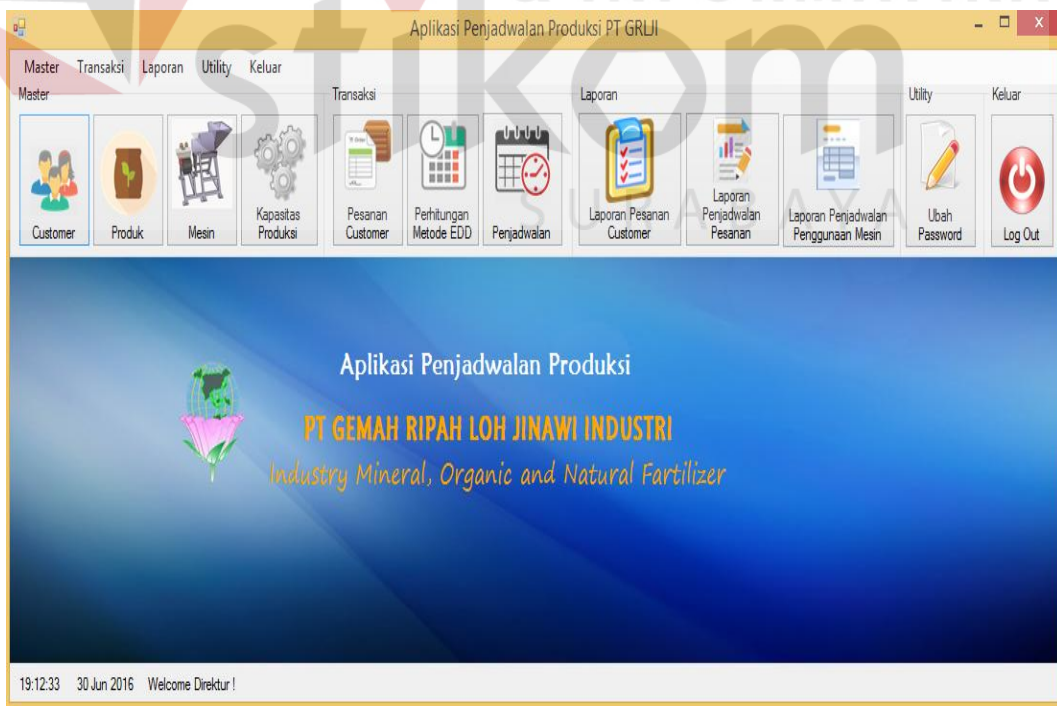 Aplikasi Penjadwalan Produksi PT GRLJI
Master Transaksi Laporan Utility Keluar
Master Transaksi Laporan Utility Keluar
Customer
Produk
Mesin
Kapasitas
Produksi
Pesanan
Customer
Perhitungan
Metode EDD
Penjadwalan
Laporan Pesanan
Customer
Laporan
Penjadwalan
Pesanan
Laporan Penjadwalan
Penggunaan Mesin
Ubah
Password
Log Out
stikom
SURABAYA
Aplikasi Penjadwalan Produksi
PT GEMAH RIPAH LOH JINAWI INDUSTRI
Industry Mineral, Organic and Natural Fartilizer
19:12:33 30 Jun 2016 Welcome Direktur !